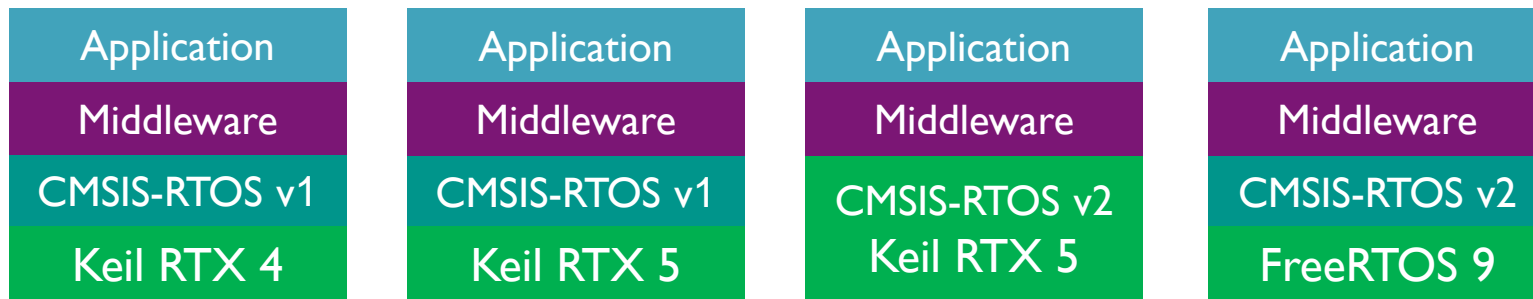 Application
Middleware
CMSIS-RTOS v1
Keil RTX 4
Application
Middleware
CMSIS-RTOS v1
Keil RTX 5
Application
Middleware
CMSIS-RTOS v2
Keil RTX 5
Application
Middleware
CMSIS-RTOS v2
FreeRTOS 9